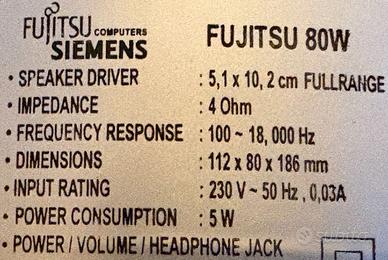 FUJITSU COMPUTERS
SIEMENS
FUJITSU 80W
• SPEAKER DRIVER : 5,1 x 10, 2 cm FULLRANGE
• IMPEDANCE : 4 Ohm
• FREQUENCY RESPONSE : 100 ~ 18, 000 Hz
• DIMENSIONS : 112 x 80 x 186 mm
• INPUT RATING : 230 V ~ 50 Hz , 0,03A
• POWER CONSUMPTION : 5 W
• POWER / VOLUME / HEADPHONE JACK